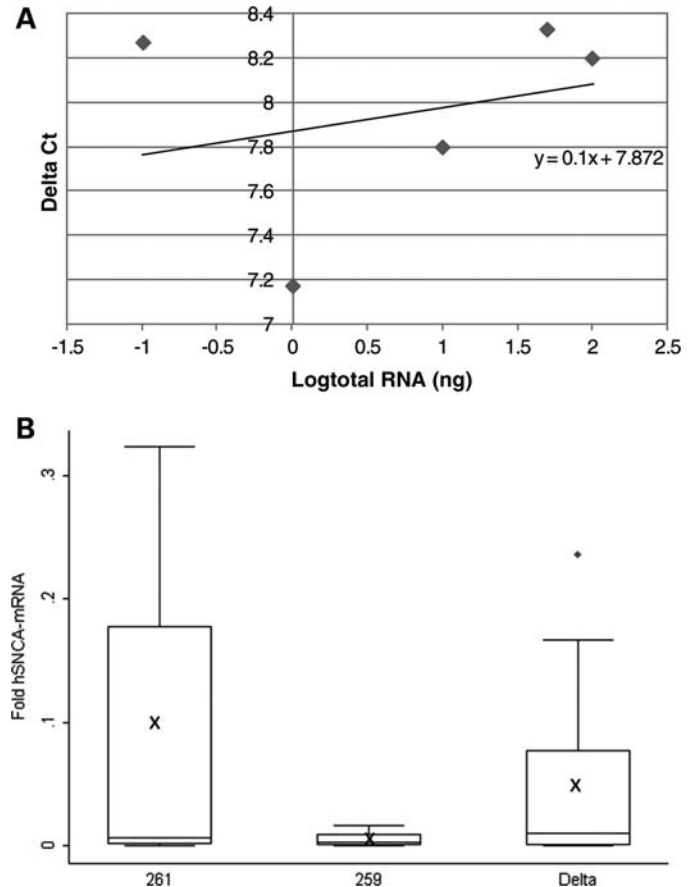 A
8.4
8.2
8
7.8
7.6
7.4
7.2
7
Delta Ct
y = 0.1x + 7.872
-1.5 -1 -0.5 0 0.5 1 1.5 2 2.5
Logtotal RNA (ng)
B
.3
.2
.1
0
Fold hSNCA-mRNA
X
X
X
261 259 Delta